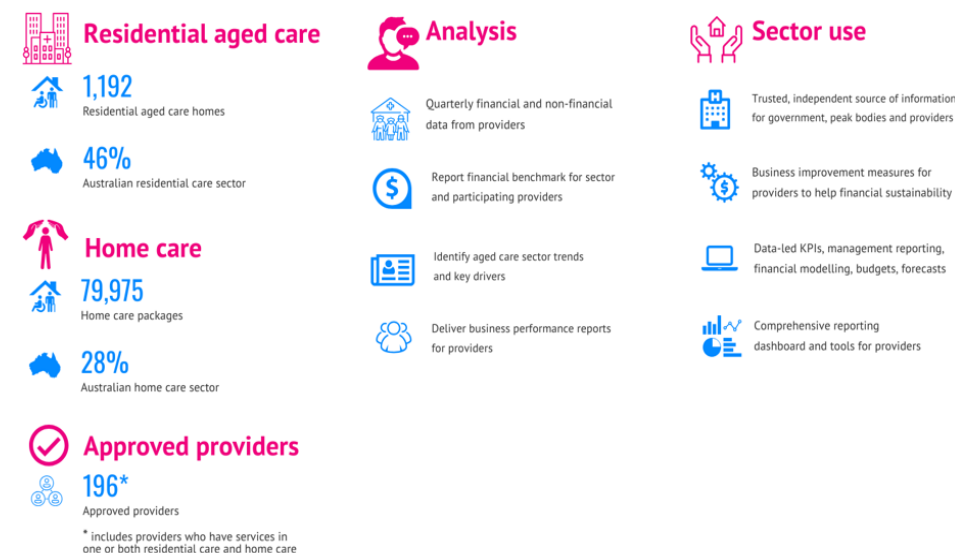 Residential aged care
1,192
Residential aged care homes
46%
Australian residential care sector
Home care
79,975
Home care packages
28%
Australian home care sector
Approved providers
196*
Approved providers
* includes providers who have services in
one or both residential care and home care
Analysis
Quarterly financial and non-financial
data from providers
Report financial benchmark for sector
and participating providers
Identify aged care sector trends
and key drivers
Deliver business performance reports
for providers
Sector use
Trusted, independent source of information
for government, peak bodies and providers
Business improvement measures for
providers to help financial sustainability
Data-led KPIs, management reporting,
financial modelling, budgets, forecasts
Comprehensive reporting
dashboard and tools for providers